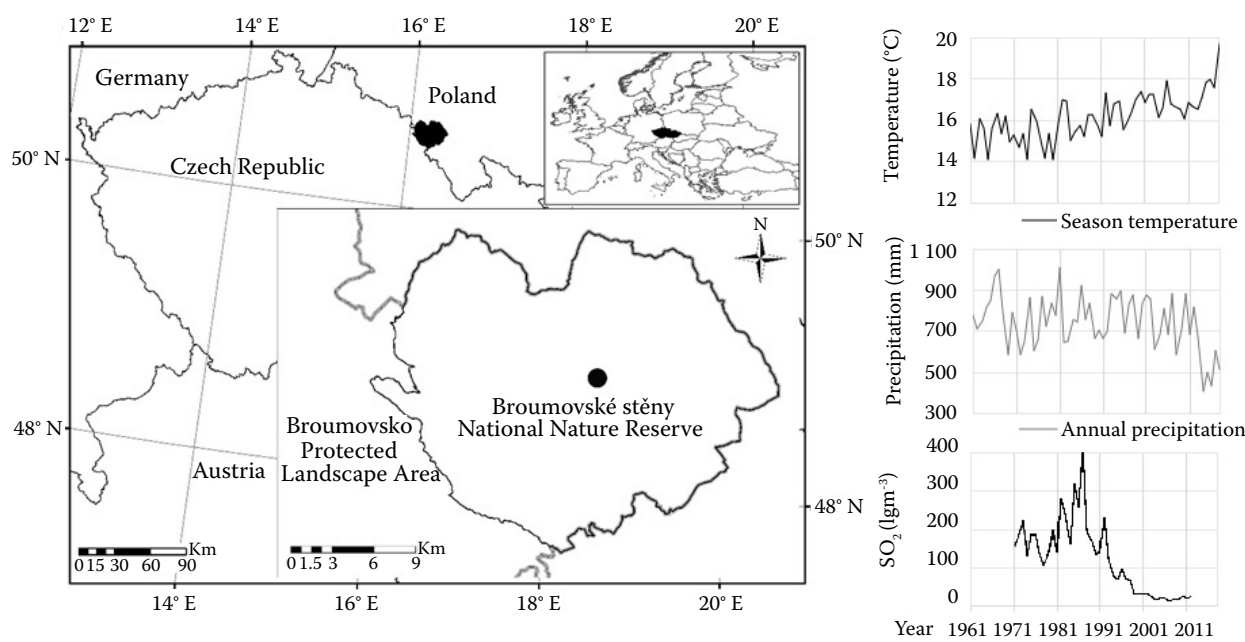 12° E 14° E 16° E 18° E 20° E
Germany
Poland
50° N
Czech Republic
N
50° N
Broumovské stěny
National Nature Reserve
48° N
Broumovsko
Protected
Landscape Area
Austria
48° N
Km
0 15 30 60 90
Km
0 1.5 3 6 9
14° E 16° E 18° E 20° E
Temperature (°C)
20
18
16
14
12
Season temperature
Precipitation (mm)
1 100
900
700
500
300
Annual precipitation
SO2 (lgm-3)
400
300
200
100
0
Year 1961 1971 1981 1991 2001 2011